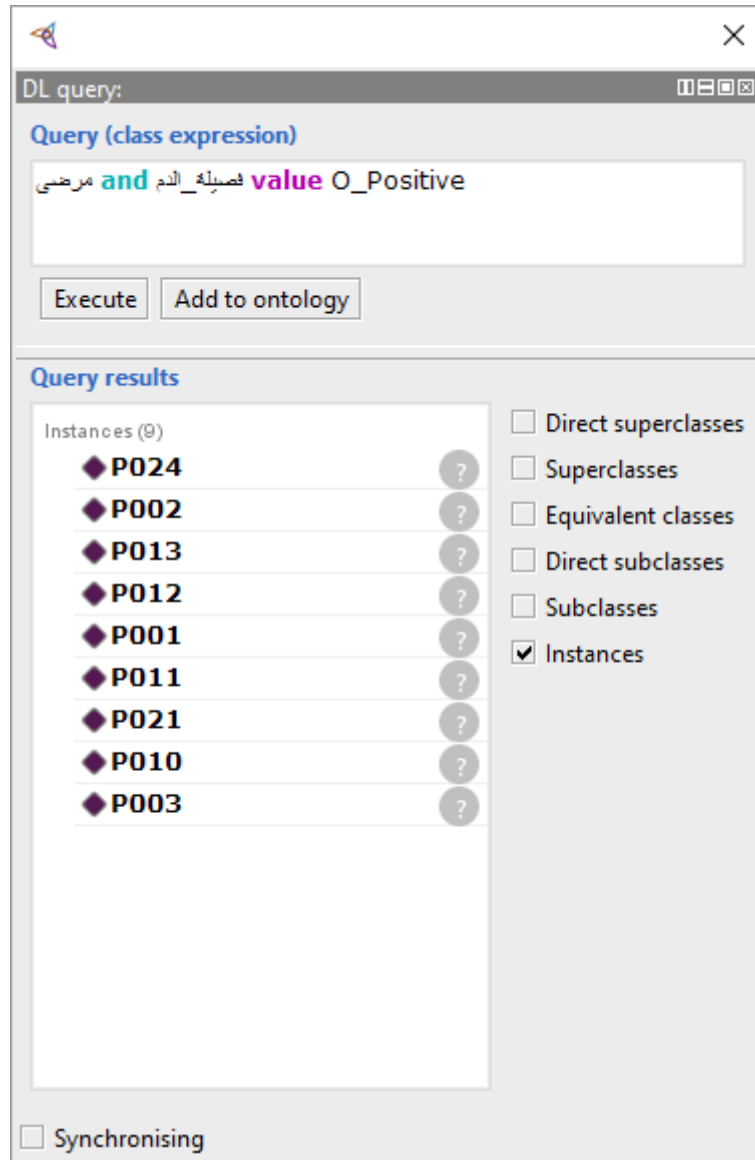 DL query:
Query (class expression)
مرضى and فصيلة_الدم value O_Positive
Execute
Add to ontology
Query results
Instances (9)
P024
?
P002
?
P013
?
P012
?
P001
?
P011
?
P021
?
P010
?
P003
?
Direct superclasses
Superclasses
Equivalent classes
Direct subclasses
Subclasses
Instances
Synchronising